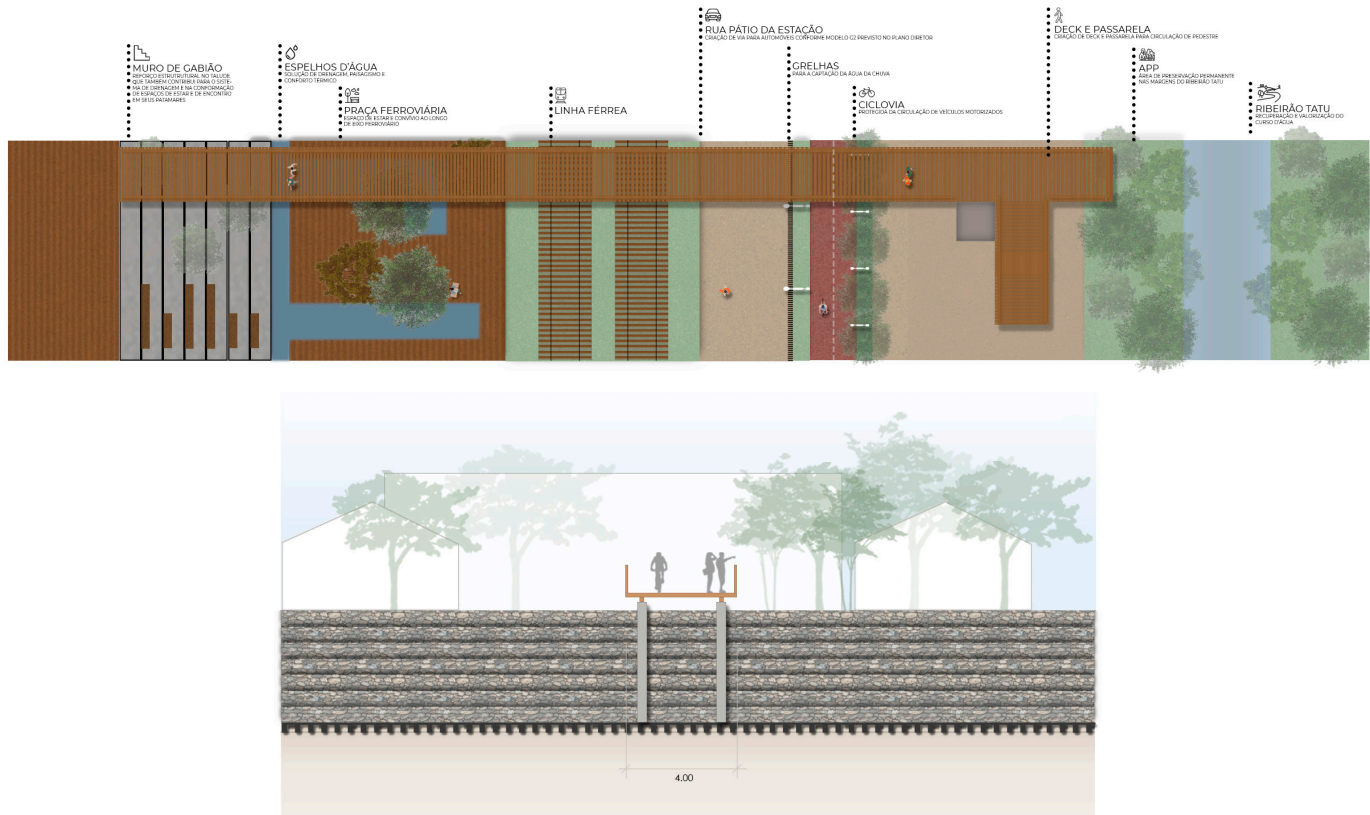 MURO DE GABIÃO
REFORÇO ESTRUTRUTURAL NO TALUDE
QUE TAMBÉM CONTRIBUI PARA O SISTE-
MA DE DRENAGEM E NA CONFORMAÇÃO
DE ESPAÇOS DE ESTAR E DE ENCONTRO
EM SEUS PATAMARES
ESPELHOS D'ÁGUA
SOLUÇÃO DE DRENAGEM, PAISAGISMO E
CONFORTO TÉRMICO
PRAÇA FERROVIÁRIA
ESPAÇO DE ESTAR E CONVÍVIO AO LONGO
DE EIXO FERROVIÁRIO
LINHA FÉRREA
RUA PÁTIO DA ESTAÇÃO
CRIAÇÃO DE VIA PARA AUTOMÓVEIS CONFORME MODELO G2 PREVISTO NO PLANO DIRETOR
GRELHAS
PARA A CAPTAÇÃO DA ÁGUA DA CHUVA
CICLOVIA
PROTEGIDA DA CIRCULAÇÃO DE VEÍCULOS MOTORIZADOS
DECK E PASSARELA
CRIAÇÃO DE DECK E PASSARELA PARA CIRCULAÇÃO DE PEDESTRE
APP
ÁREA DE PRESERVAÇÃO PERMANENTE
NAS MARGENS DO RIBEIRÃO TATU
RIBEIRÃO TATU
RECUPERAÇÃO E VALORIZAÇÃO DO
CURSO D'ÁGUA
4.00